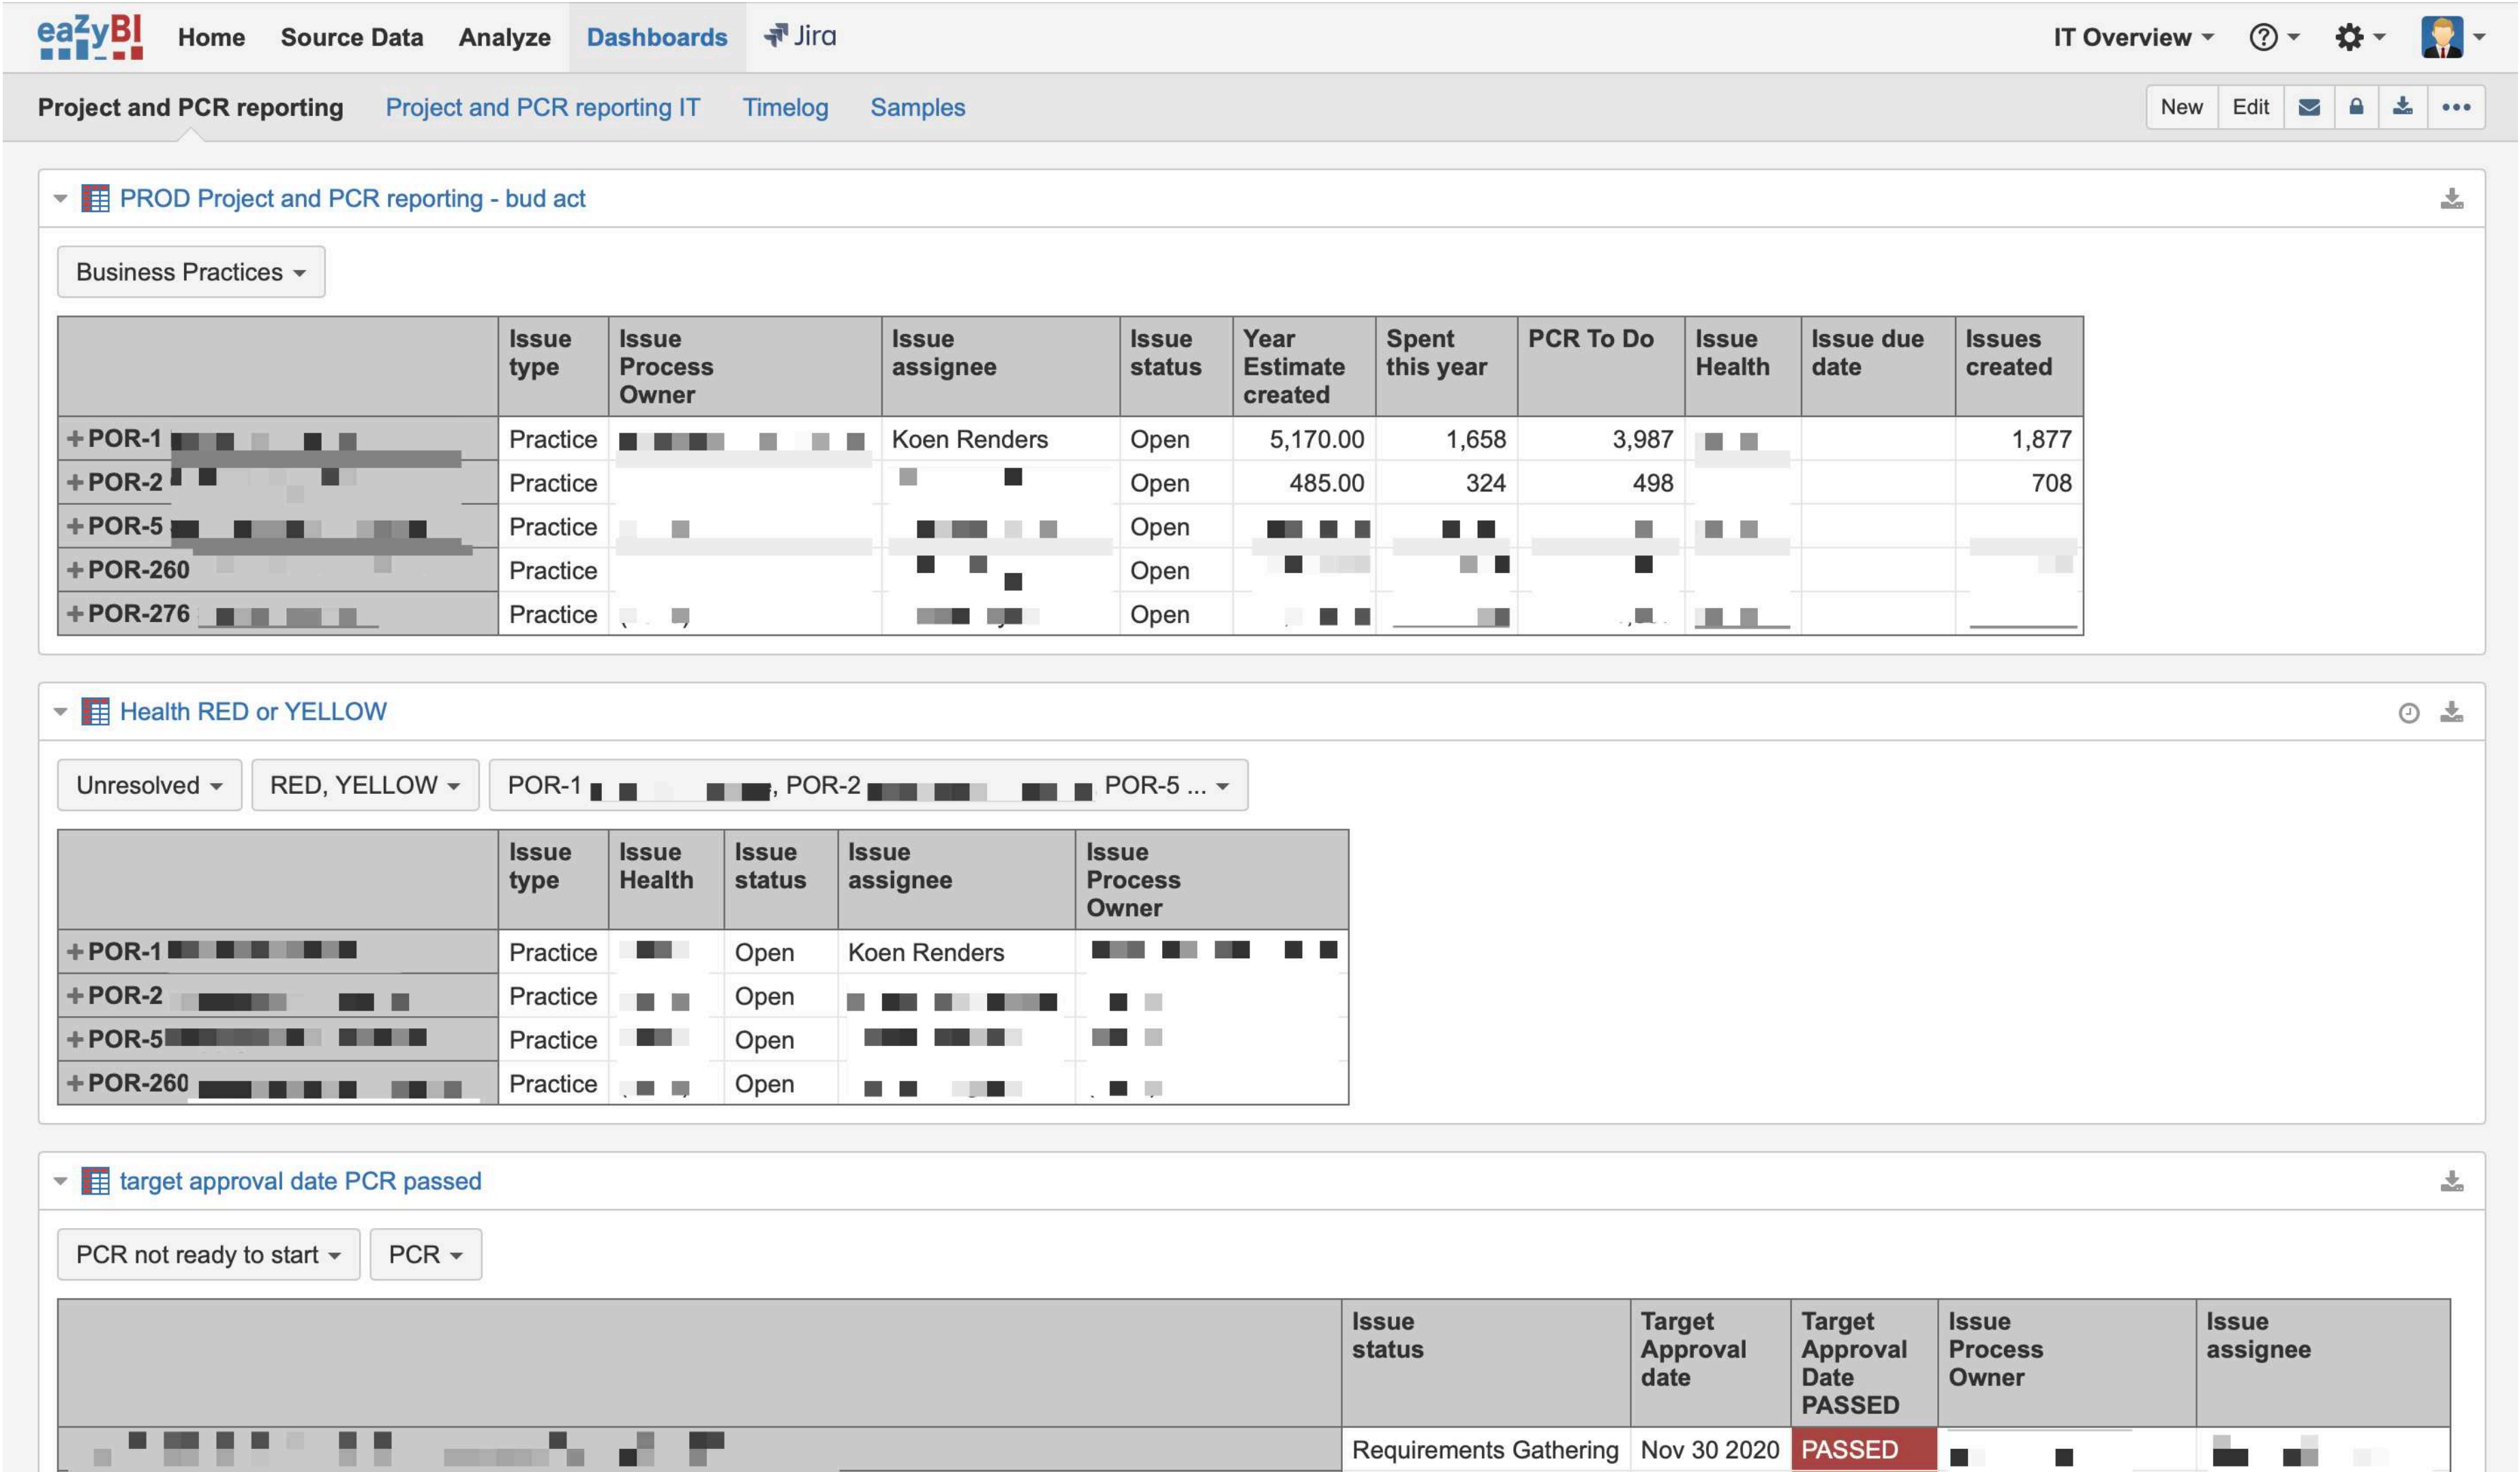 eazyBI Home Source Data Analyze Dashboards Jira IT Overview
Project and PCR reporting Project and PCR reporting IT Timelog Samples New Edit
PROD Project and PCR reporting - bud act
Business Practices
Issue type Issue Process Owner Issue assignee Issue status Year Estimate created Spent this year PCR To Do Issue Health Issue due date Issues created
+POR-1 Practice Koen Renders Open 5,170.00 1,658 3,987 1,877
+POR-2 Practice Open 485.00 324 498 708
+POR-5 Practice Open
+POR-260 Practice Open
+POR-276 Practice Open
Health RED or YELLOW
Unresolved RED, YELLOW POR-1 , POR-2 POR-5 ...
Issue type Issue Health Issue status Issue assignee Issue Process Owner
+POR-1 Practice Open Koen Renders
+POR-2 Practice Open
+POR-5 Practice Open
+POR-260 Practice Open
target approval date PCR passed
PCR not ready to start PCR
Issue status Target Approval date Target Approval Date PASSED Issue Process Owner Issue assignee
Requirements Gathering Nov 30 2020 PASSED